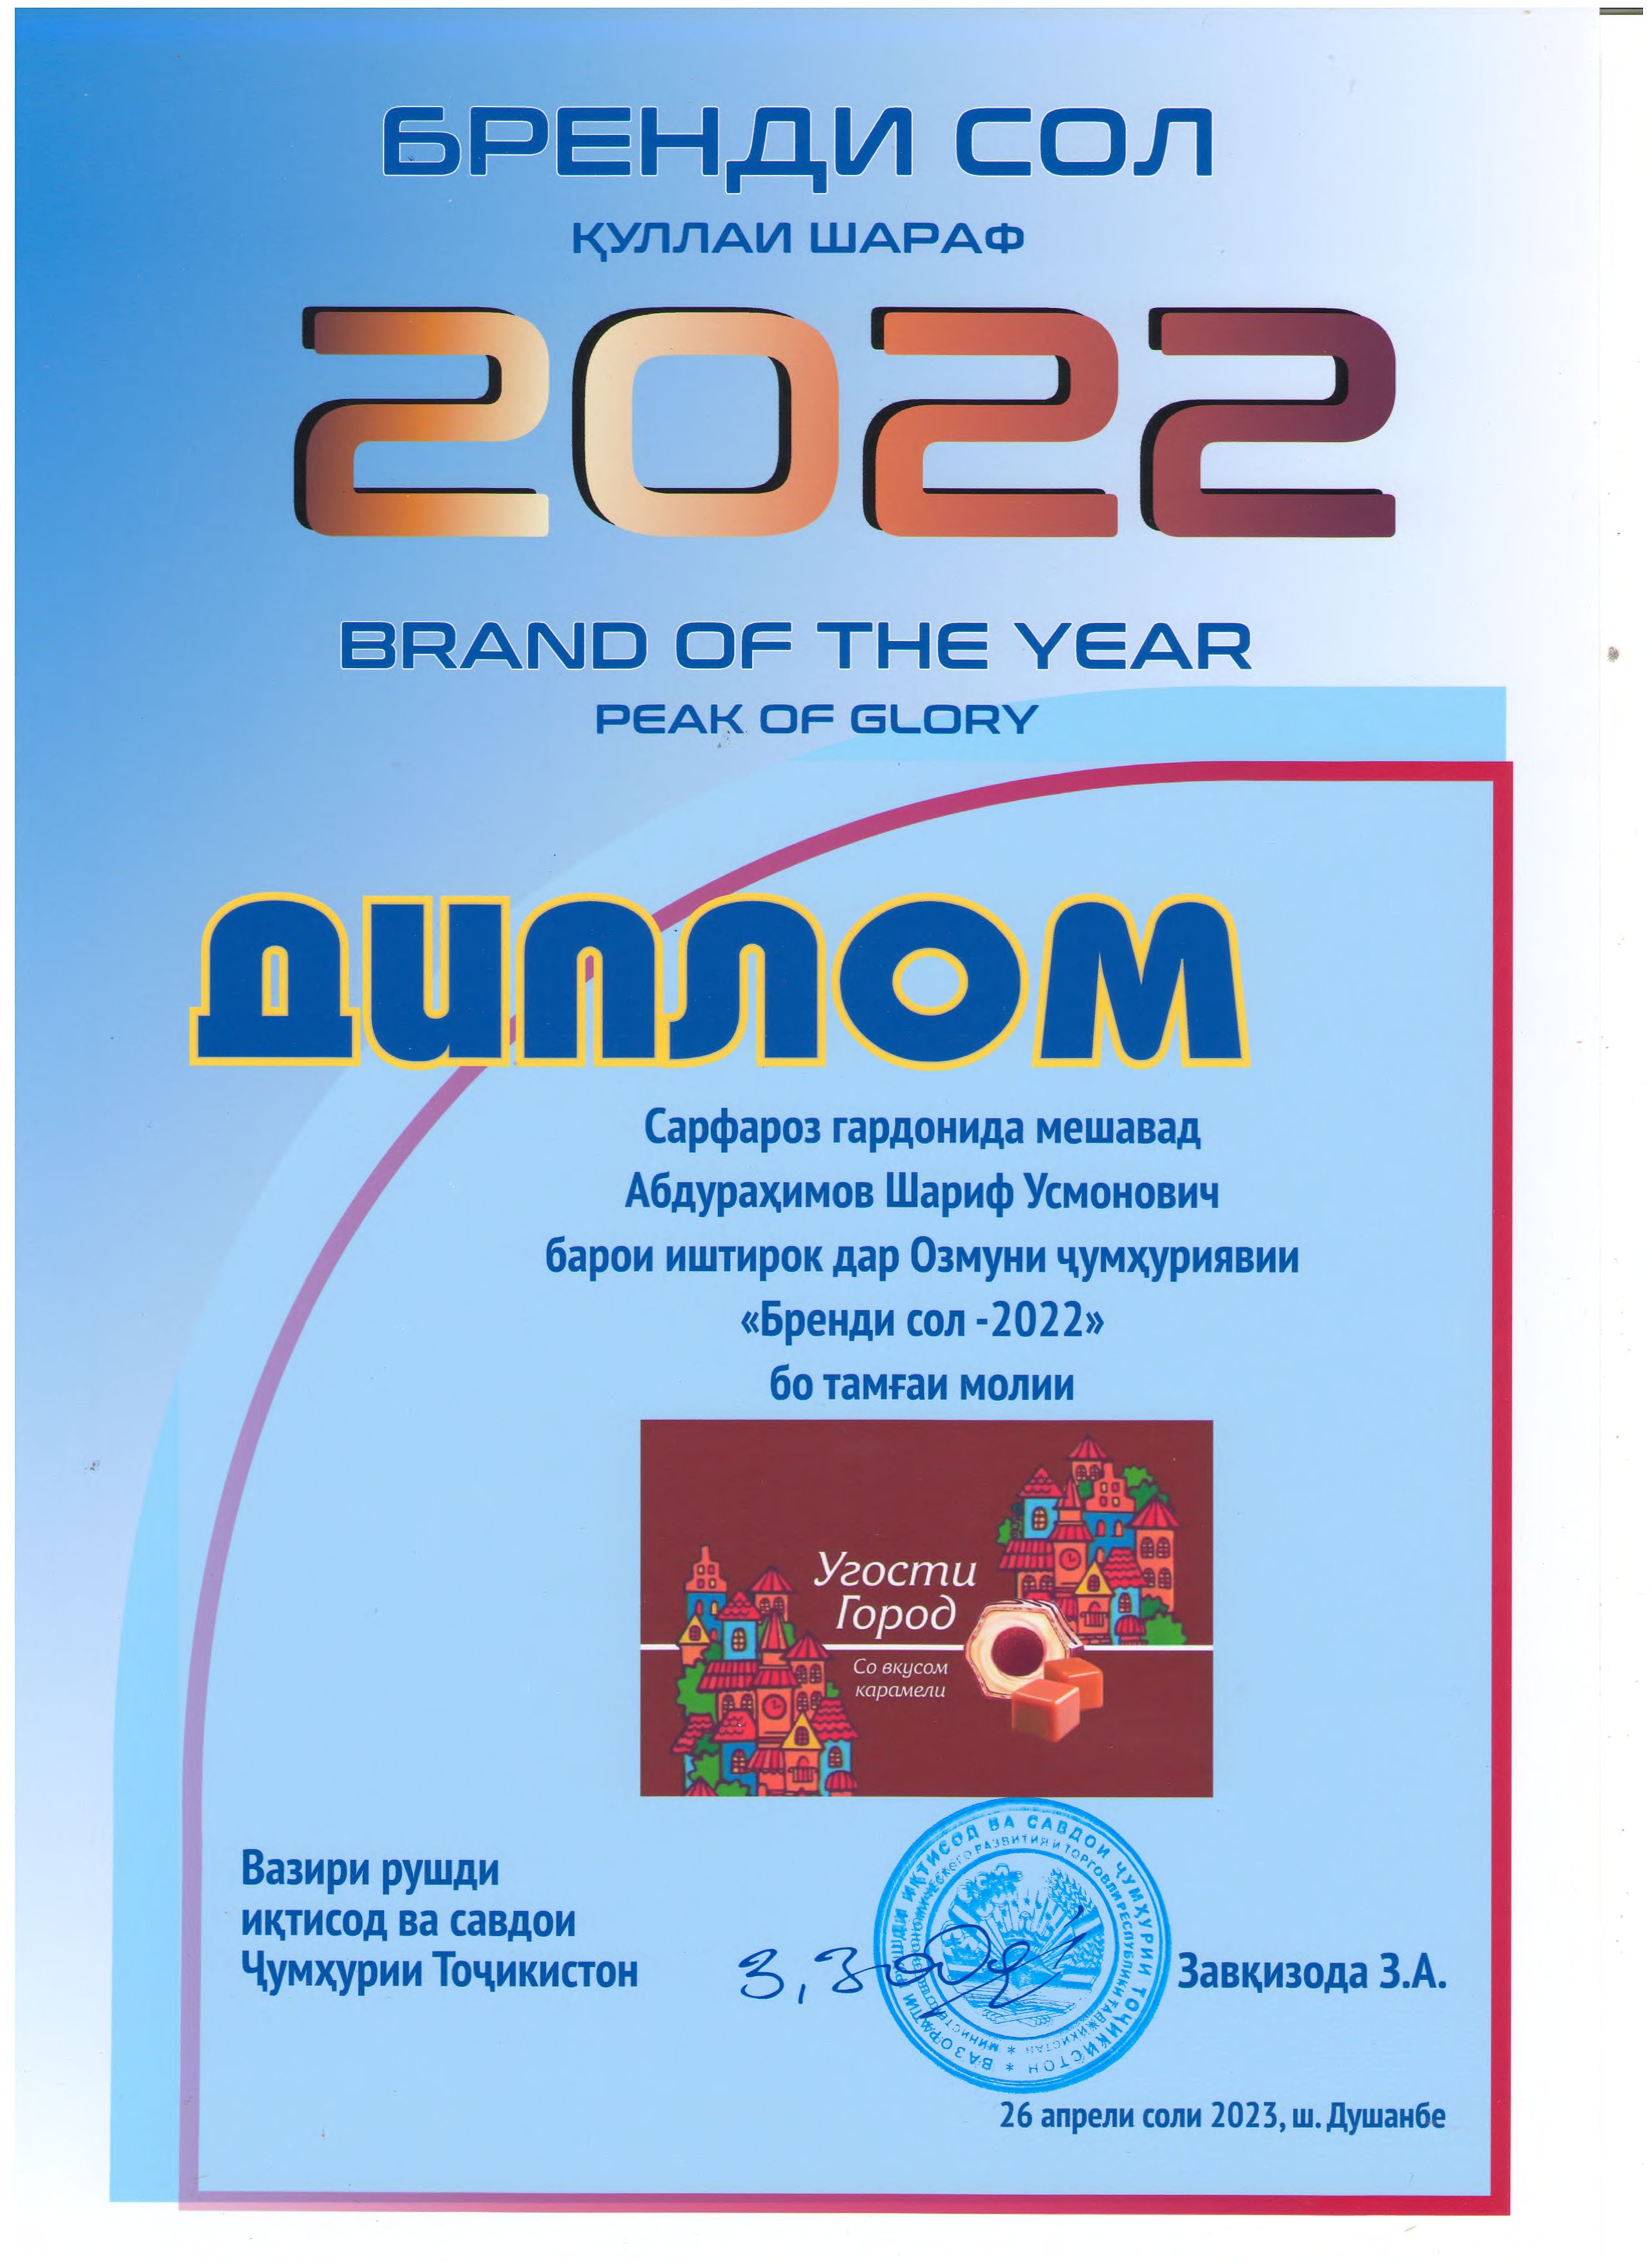 БРЕНДИ СОЛ
ҚУЛЛАИ ШАРАФ
2022
BRAND OF THE YEAR
PEAK OF GLORY
ДИПЛОМ
Сарфароз гардонида мешавад
Абдураҳимов Шариф Усмонович
барои иштирок дар Озмуни ҷумҳуриявии
«Бренди сол -2022»
бо тамғаи молии
Угости
Город
Со вкусом
карамели
Вазири рушди
иқтисод ва савдои
Ҷумҳурии Тоҷикистон
Завқизода З.А.
ВАЗОРАТИ РУШДИ ИҚТИСОД ВА САВДОИ ҶУМҲУРИИ ТОҶИКИСТОН
МИНИСТЕРСТВО ЭКОНОМИЧЕСКОГО РАЗВИТИЯ И ТОРГОВЛИ РЕСПУБЛИКИ ТАДЖИКИСТАН
26 апрели соли 2023, ш. Душанбе